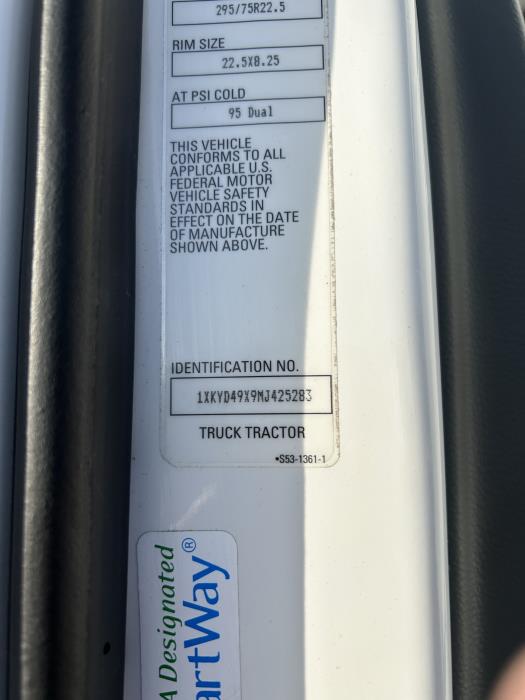 295/75R22.5
RIM SIZE
22.5X8.25
AT PSI COLD
95 Dual
THIS VEHICLE
CONFORMS TO ALL
APPLICABLE U.S.
FEDERAL MOTOR
VEHICLE SAFETY
STANDARDS IN
EFFECT ON THE DATE
OF MANUFACTURE
SHOWN ABOVE.
IDENTIFICATION NO.
1XKYD49X9MJ425283
TRUCK TRACTOR
•S53-1361-1
A Designated
artWay®